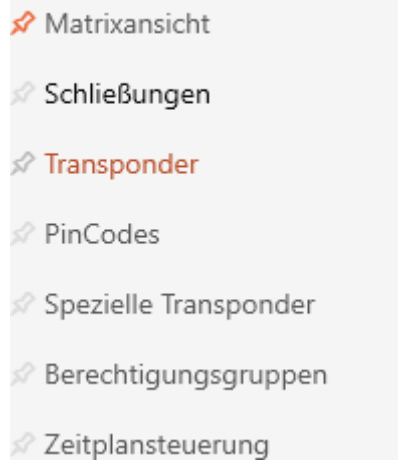 Matrixansicht
Schließungen
Transponder
PinCodes
Spezielle Transponder
Berechtigungsgruppen
Zeitplansteuerung